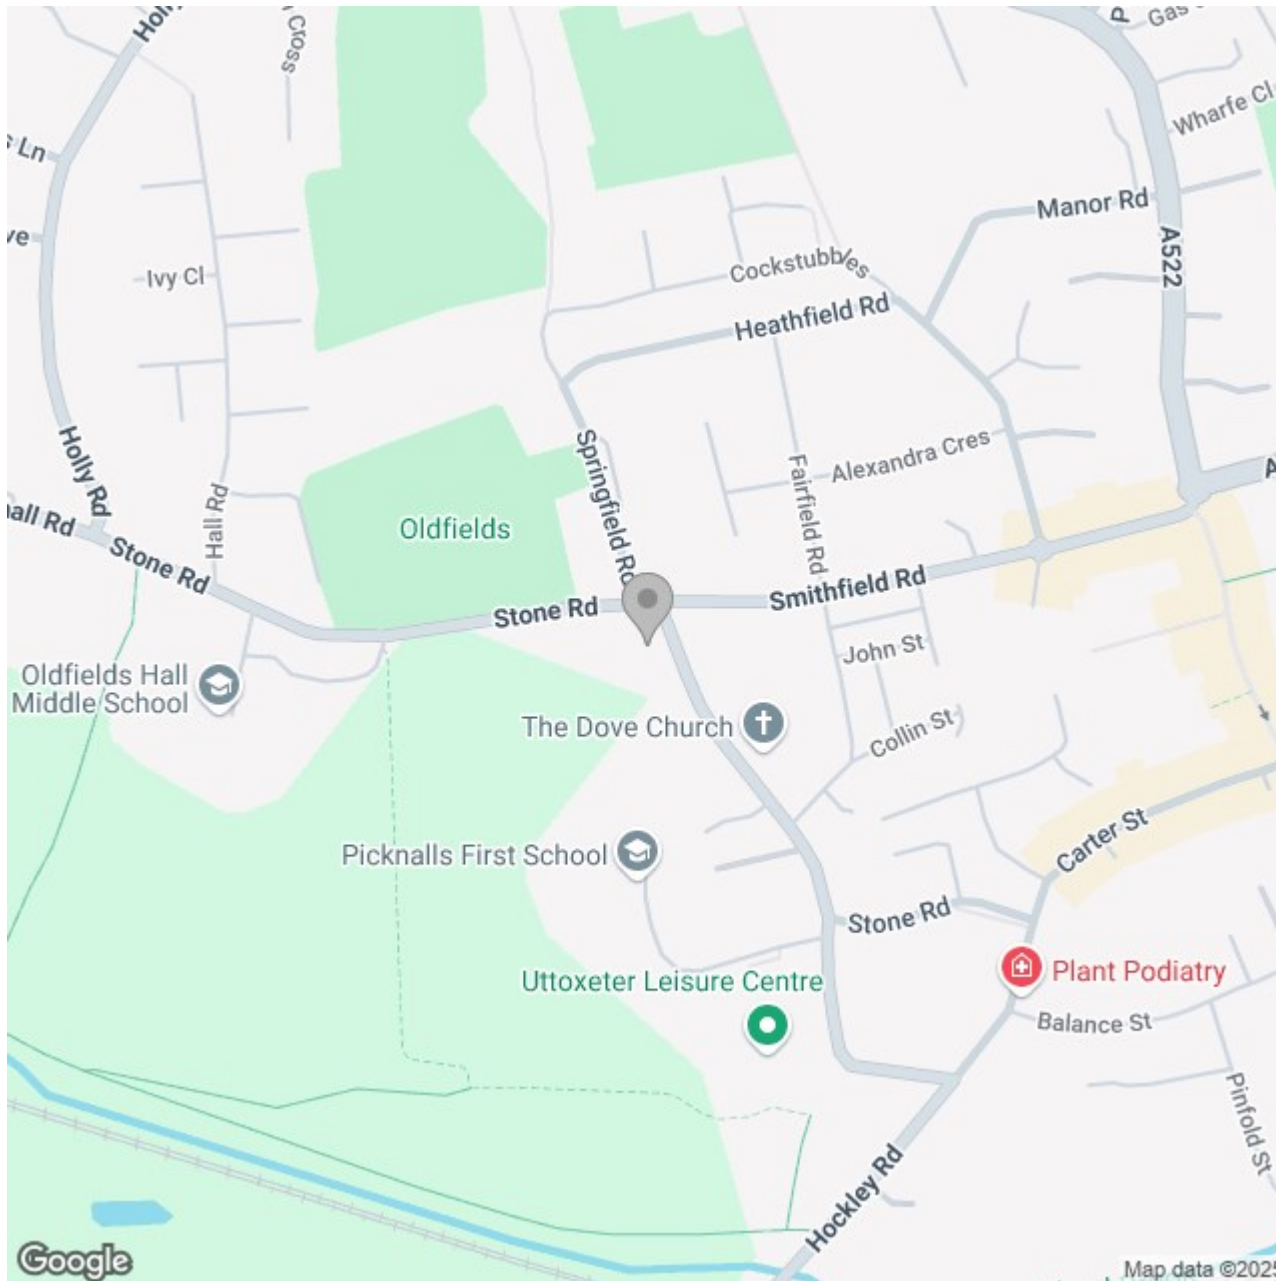 Cross
Gas
Wharfe Cl
Ln
Manor Rd
A522
Ivy Cl
Cockstubbles
Heathfield Rd
Holly Rd
Springfield Rd
Alexandra Cres
Fairfield Rd
Hall Rd
Stone Rd
Oldfields
Stone Rd
Smithfield Rd
John St
Oldfields Hall
Middle School
The Dove Church
Collin St
Picknalls First School
Carter St
Stone Rd
Uttoxeter Leisure Centre
Plant Podiatry
Balance St
Pinfold St
Hockley Rd
Google
Map data ©2025